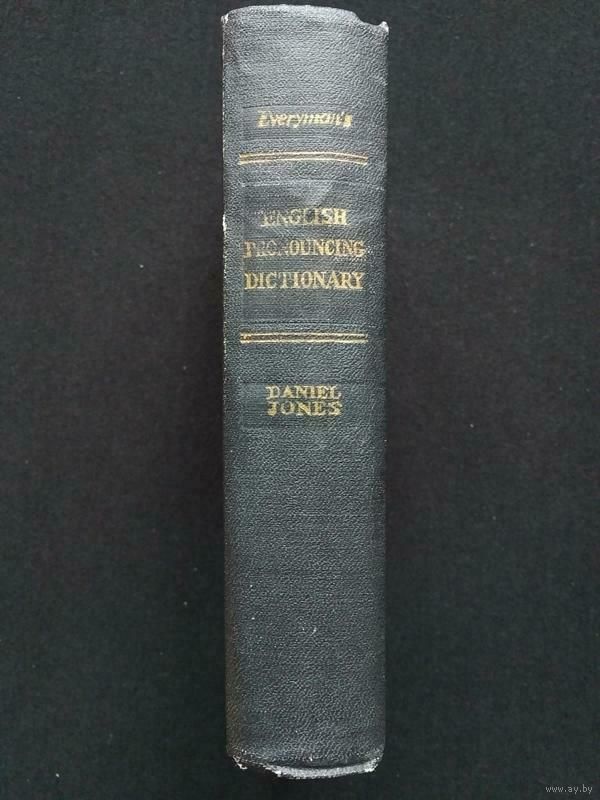 Everyman's
ENGLISH
PRONOUNCING
DICTIONARY
DANIEL
JONES
www.ay.by